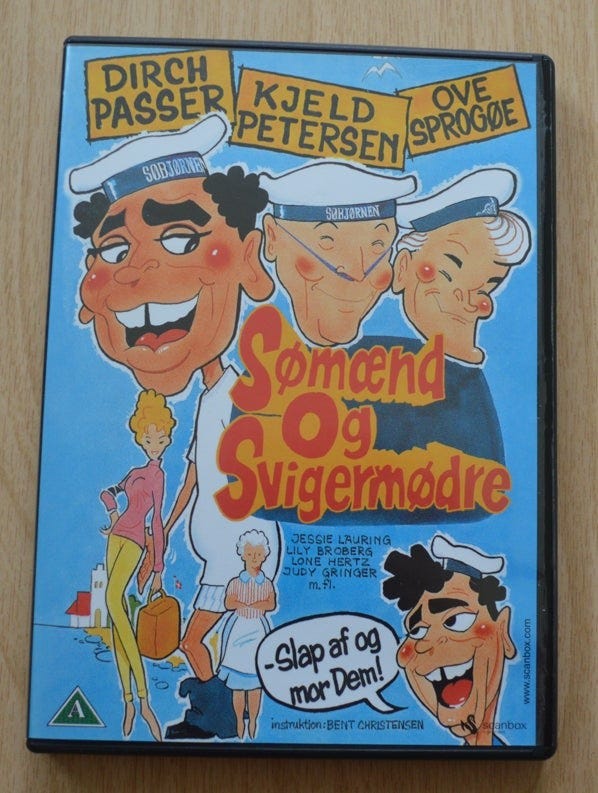 DIRCH
PASSER
KJELD
PETERSEN
OVE
SPROGØE
SØBJØRNEN
SØBJØRNEN
Sømænd
og
Svigermødre
JESSIE LAURING
LILY BROBERG
LONE HERTZ
JUDY GRINGER
m.fl.
-Slap af og
mor Dem!
instruktion: BENT CHRISTENSEN
A
www.scanbox.com
scanbox